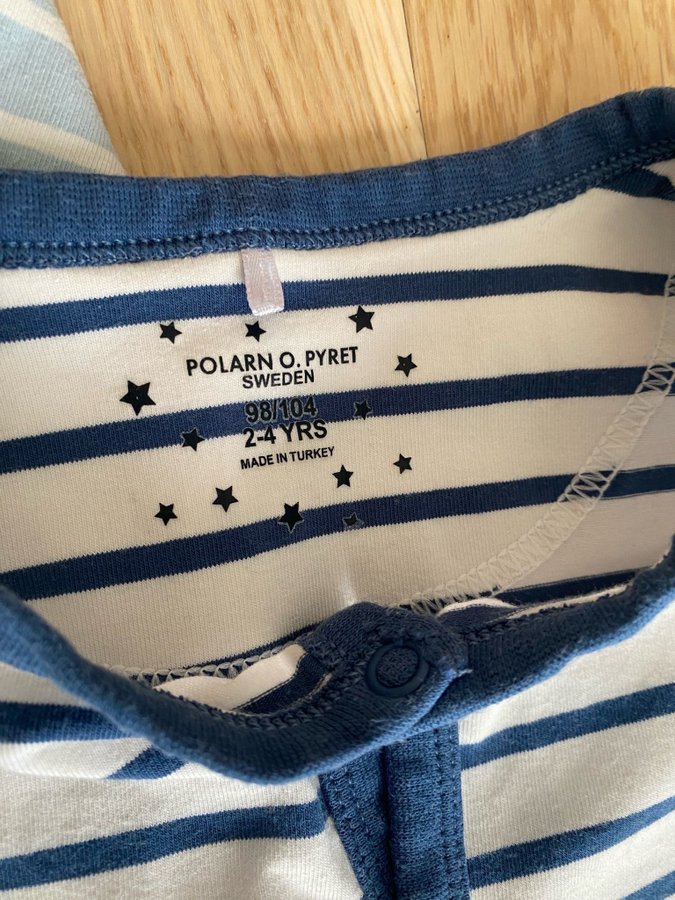 POLARN O. PYRET
SWEDEN
98/104
2-4 YRS
MADE IN TURKEY